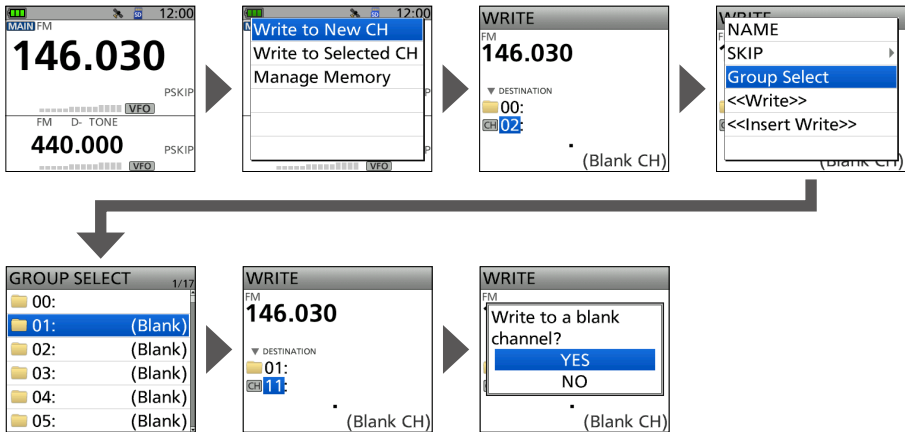 12:00
MAIN FM
146.030
PSKIP
VFO
FM D- TONE
440.000
PSKIP
VFO
12:00
Write to New CH
Write to Selected CH
Manage Memory
P
P
VFO
WRITE
FM
146.030
▼ DESTINATION
00:
CH 02:
(Blank CH)
WRITE
NAME
SKIP
Group Select
<<Write>>
<<Insert Write>>
(Blank CH)
GROUP SELECT 1/17
00:
01: (Blank)
02: (Blank)
03: (Blank)
04: (Blank)
05: (Blank)
WRITE
FM
146.030
▼ DESTINATION
01:
CH 11:
(Blank CH)
WRITE
FM
Write to a blank
channel?
YES
NO
(Blank CH)